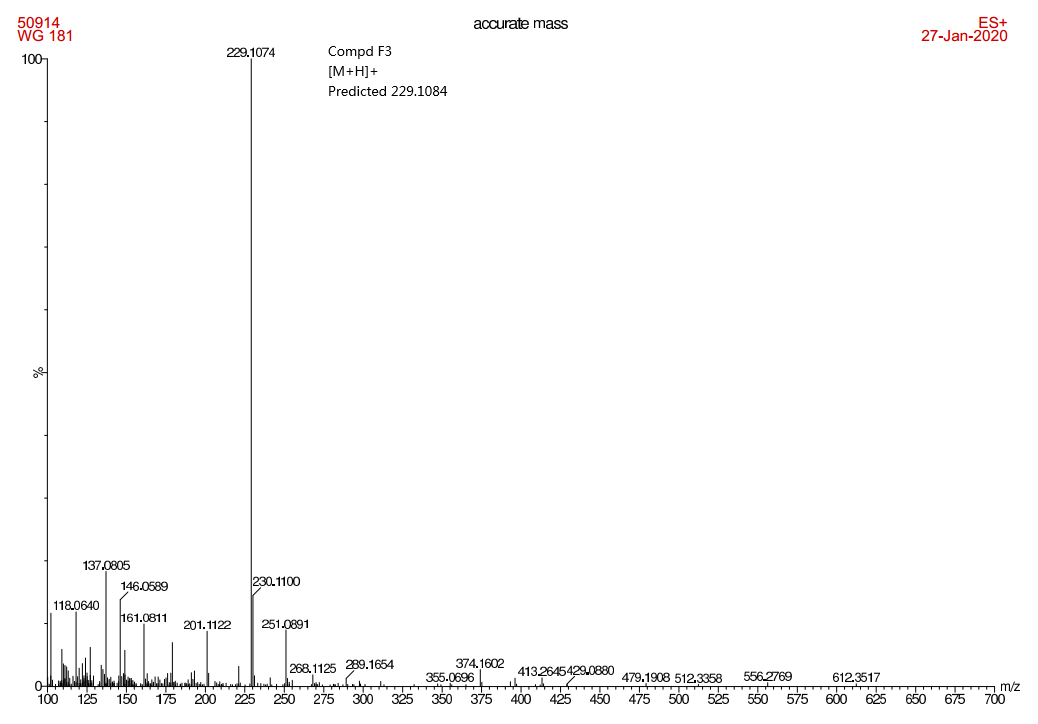 50914
WG 181
accurate mass
ES+
27-Jan-2020
Compd F3
[M+H]+
Predicted 229.1084
100
%
0
229.1074
137.0805
146.0589
118.0640
161.0811
230.1100
201.1122
251.0891
268.1125
289.1654
355.0696
374.1602
413.2645
429.0880
479.1908
512.3358
556.2769
612.3517
m/z
100 125 150 175 200 225 250 275 300 325 350 375 400 425 450 475 500 525 550 575 600 625 650 675 700